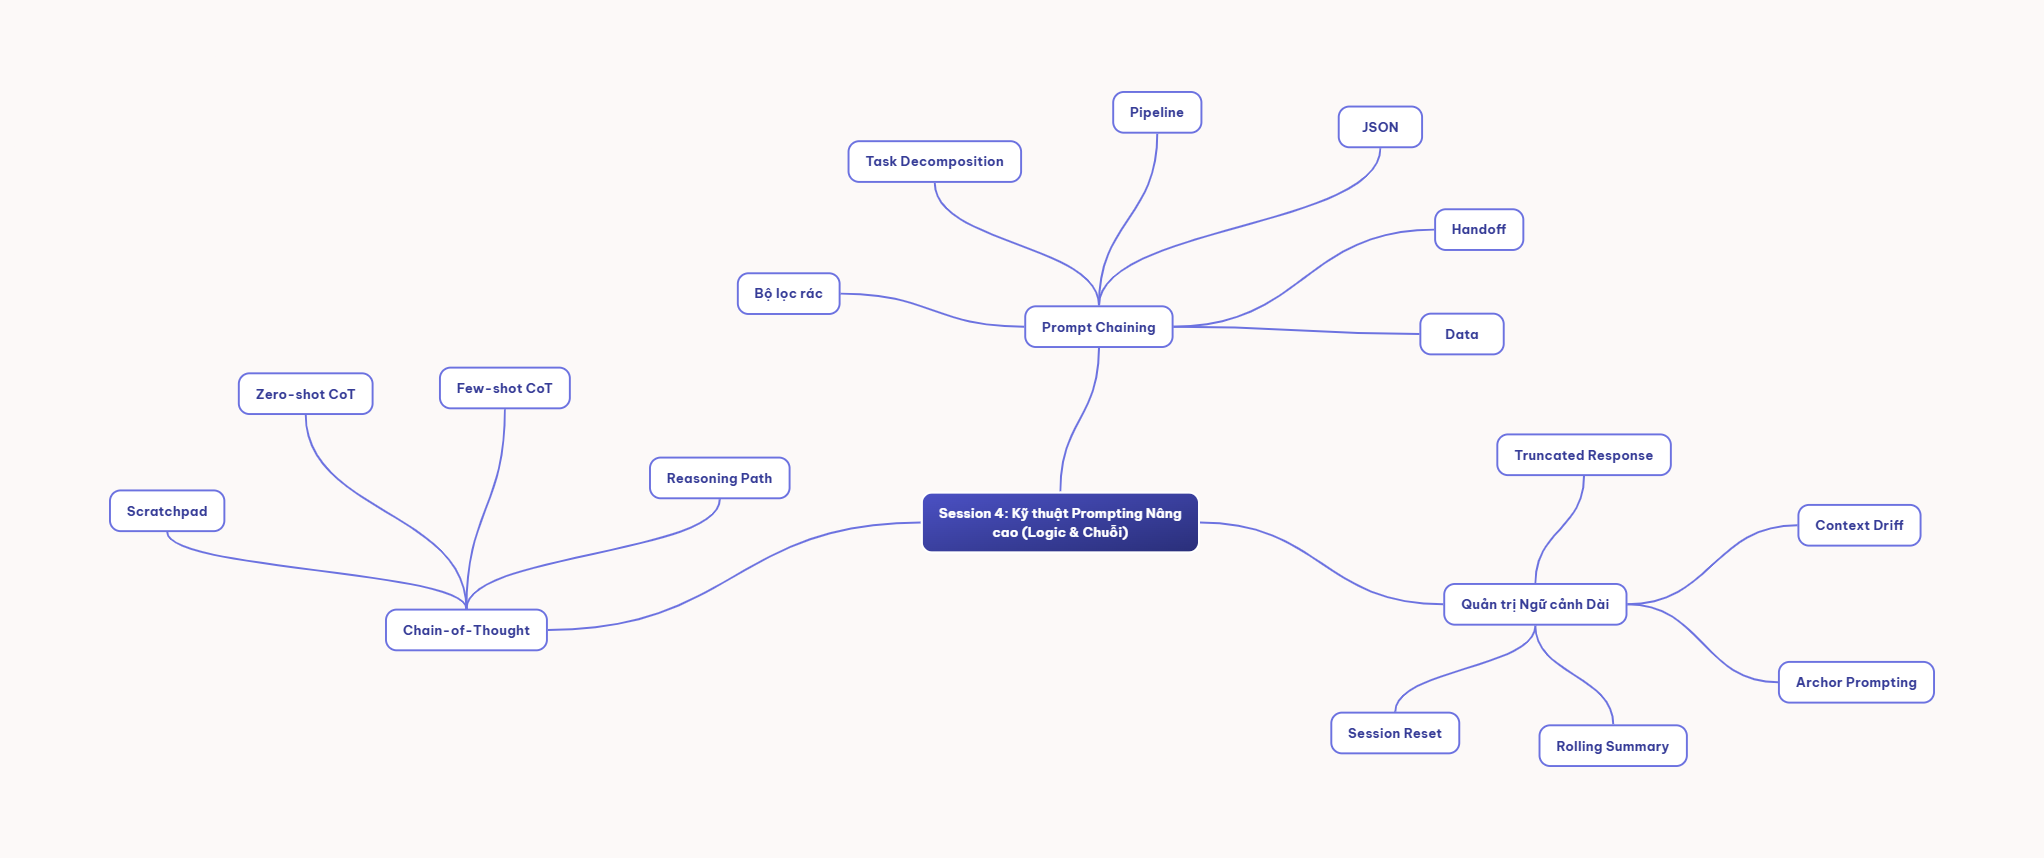 Pipeline
JSON
Task Decomposition
Handoff
Bộ lọc rác
Prompt Chaining
Data
Zero-shot CoT
Few-shot CoT
Truncated Response
Reasoning Path
Scratchpad
Session 4: Kỹ thuật Prompting Nâng
cao (Logic & Chuỗi)
Context Driff
Quản trị Ngữ cảnh Dài
Chain-of-Thought
Archor Prompting
Session Reset
Rolling Summary